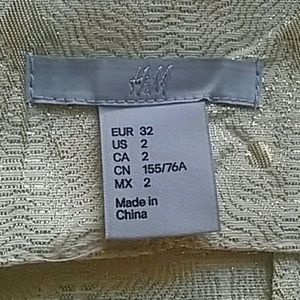 H&M
EUR 32
US 2
CA 2
CN 155/76A
MX 2
Made in
China